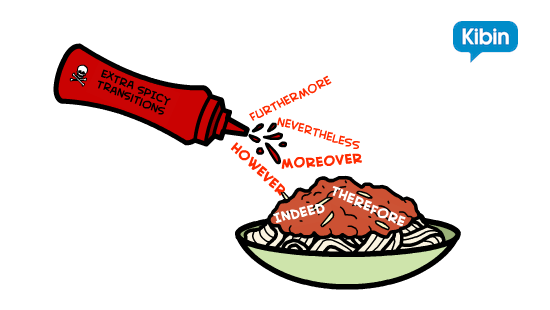 Kibin
EXTRA SPICY
TRANSITIONS
FURTHERMORE
NEVERTHELESS
HOWEVER
MOREOVER
INDEED
THEREFORE